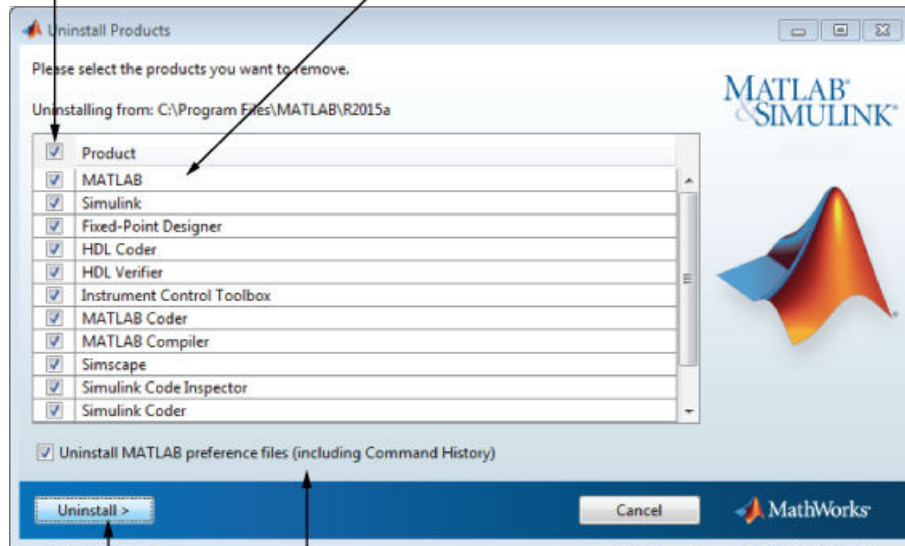 Uninstall Products
Please select the products you want to remove.
Uninstalling from: C:\Program Files\MATLAB\R2015a
MATLAB®
&SIMULINK®
Product
MATLAB
Simulink
Fixed-Point Designer
HDL Coder
HDL Verifier
Instrument Control Toolbox
MATLAB Coder
MATLAB Compiler
Simscape
Simulink Code Inspector
Simulink Coder
Uninstall MATLAB preference files (including Command History)
Uninstall >
Cancel
MathWorks®